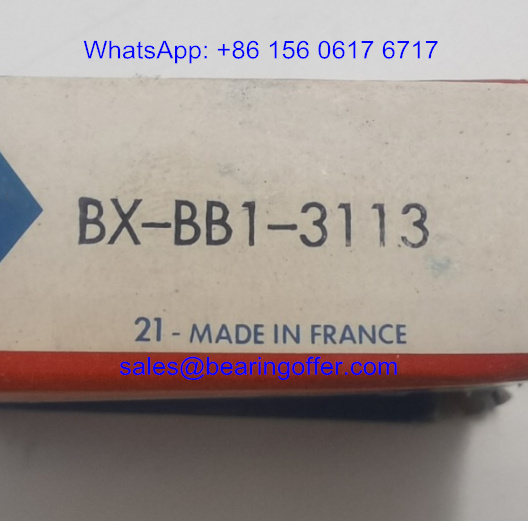 WhatsApp: +86 156 0617 6717
BX-BB1-3113
21 - MADE IN FRANCE
sales@bearingoffer.com